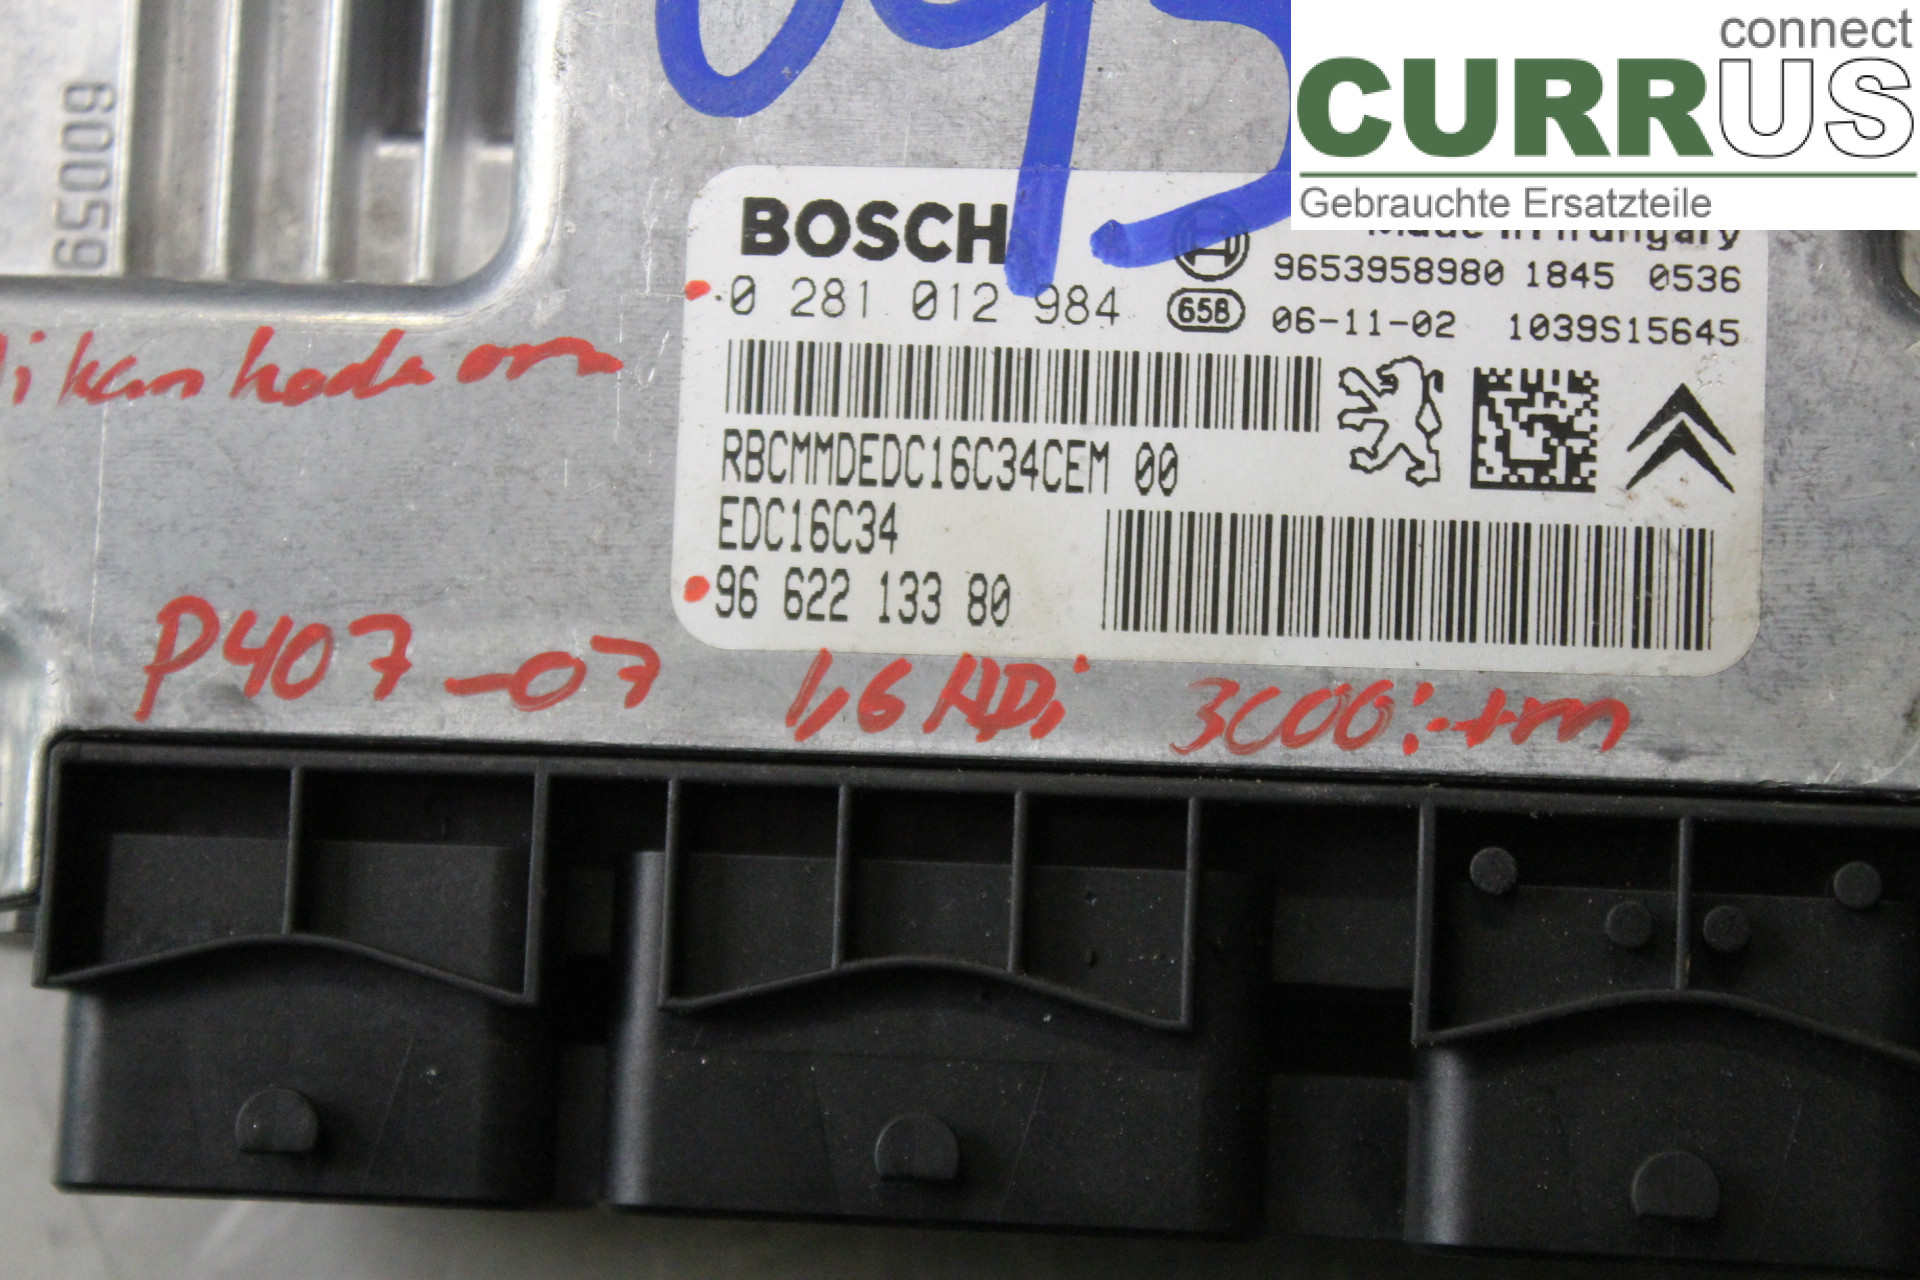 connect
CURRUS
Gebrauchte Ersatzteile
65009
BOSCH
Made in Hungary
9653958980 1845 0536
0 281 012 984
65B
06-11-02 1039S15645
RBCMMDEDC16C34CEM 00
EDC16C34
96 622 133 80
P407-07 1,6 HDi